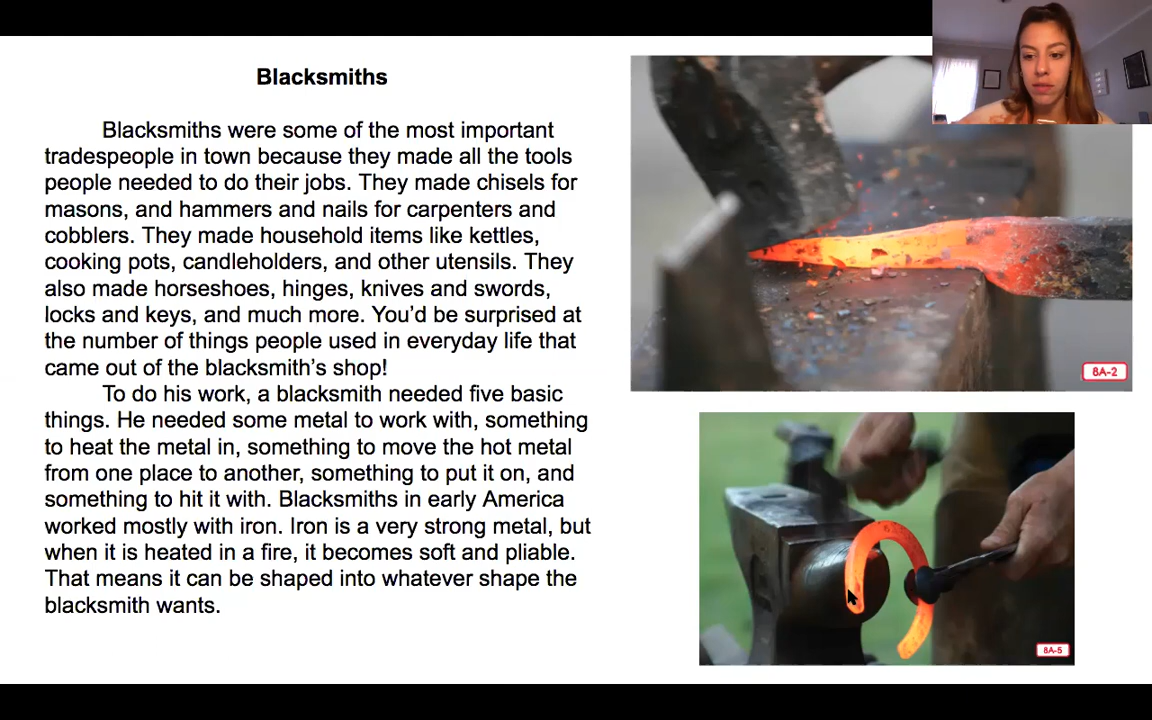 Blacksmiths
Blacksmiths were some of the most important
tradespeople in town because they made all the tools
people needed to do their jobs. They made chisels for
masons, and hammers and nails for carpenters and
cobblers. They made household items like kettles,
cooking pots, candleholders, and other utensils. They
also made horseshoes, hinges, knives and swords,
locks and keys, and much more. You’d be surprised at
the number of things people used in everyday life that
came out of the blacksmith’s shop!
To do his work, a blacksmith needed five basic
things. He needed some metal to work with, something
to heat the metal in, something to move the hot metal
from one place to another, something to put it on, and
something to hit it with. Blacksmiths in early America
worked mostly with iron. Iron is a very strong metal, but
when it is heated in a fire, it becomes soft and pliable.
That means it can be shaped into whatever shape the
blacksmith wants.
8A-2
8A-5